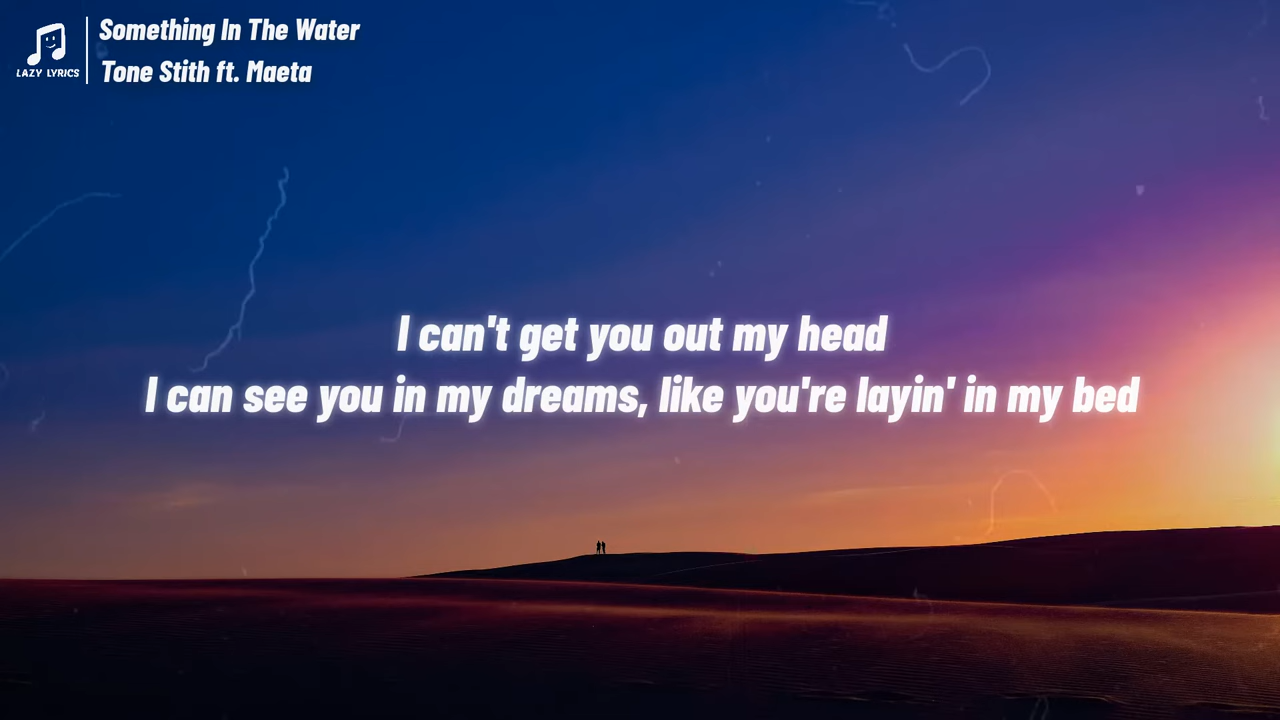 Something In The Water
Tone Stith ft. Maeta
LAZY LYRICS
I can't get you out my head
I can see you in my dreams, like you're layin' in my bed